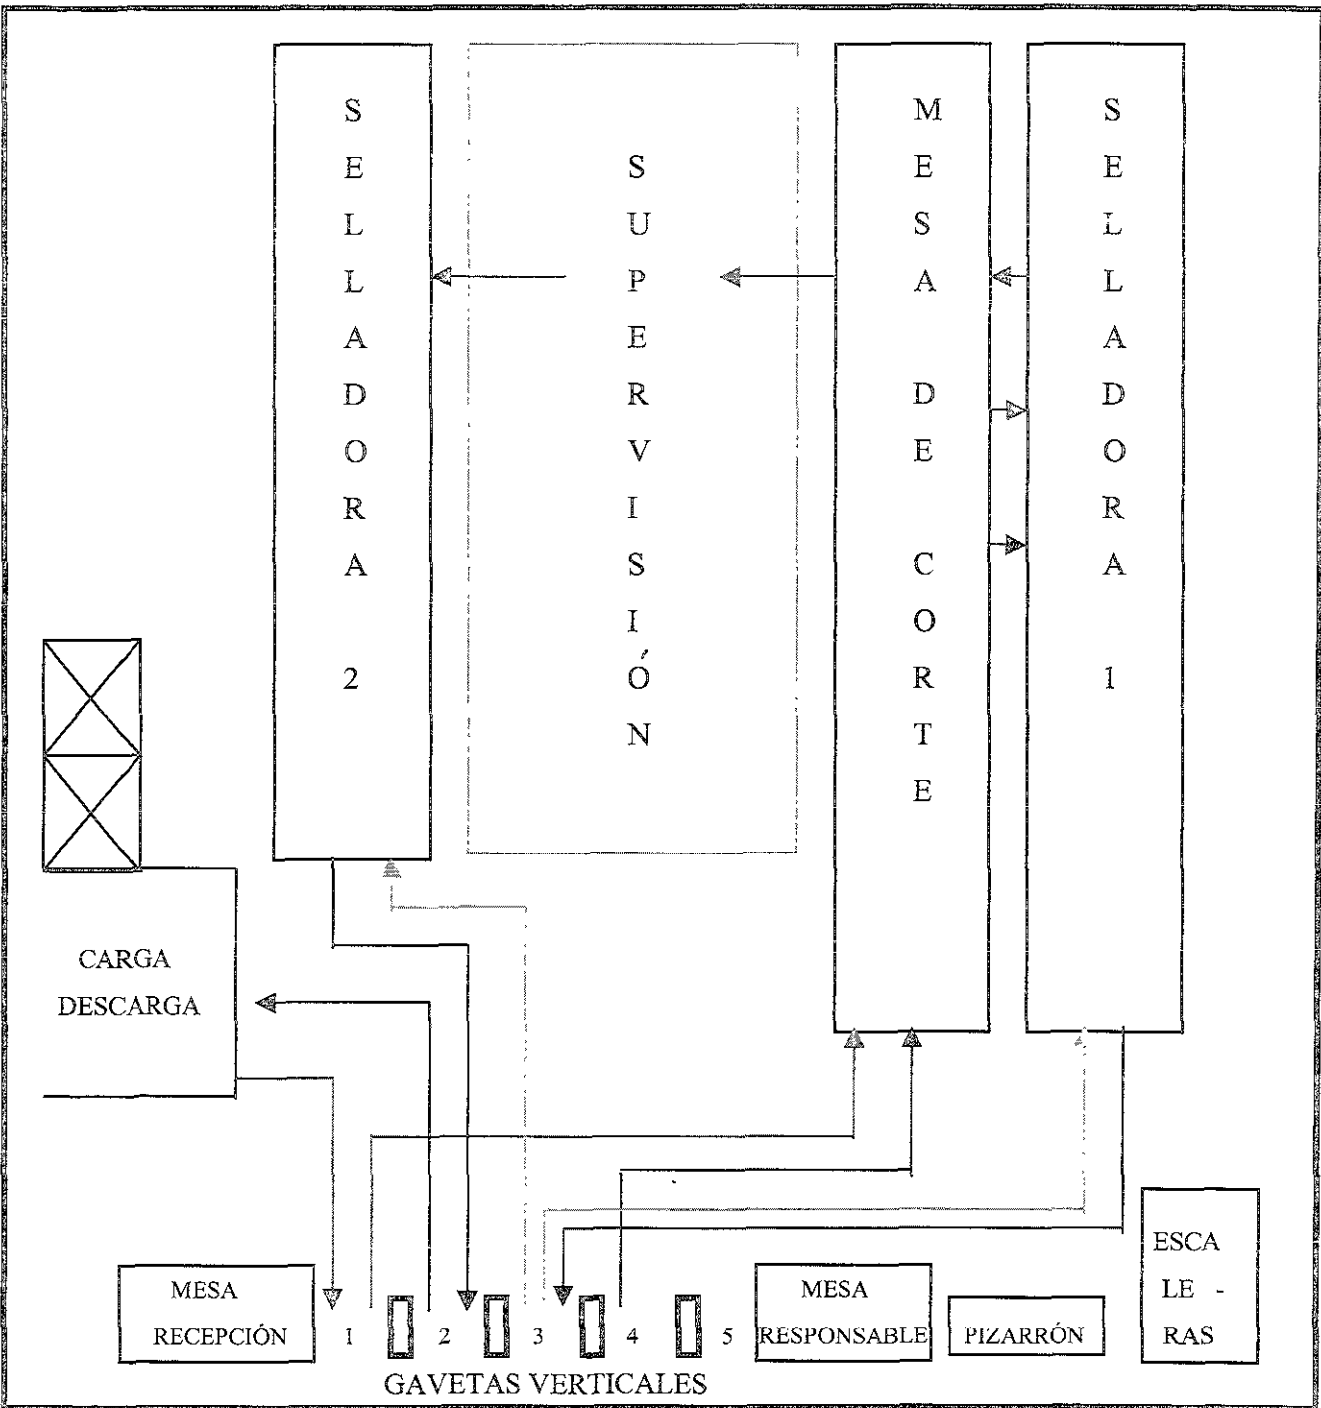 SELLADORA 2
SUPERVISIÓN
MESA DE CORTE
SELLADORA 1
CARGA
DESCARGA
MESA
RECEPCIÓN
1
2
3
4
5
MESA
RESPONSABLE
PIZARRÓN
ESCA
LE -
RAS
GAVETAS VERTICALES